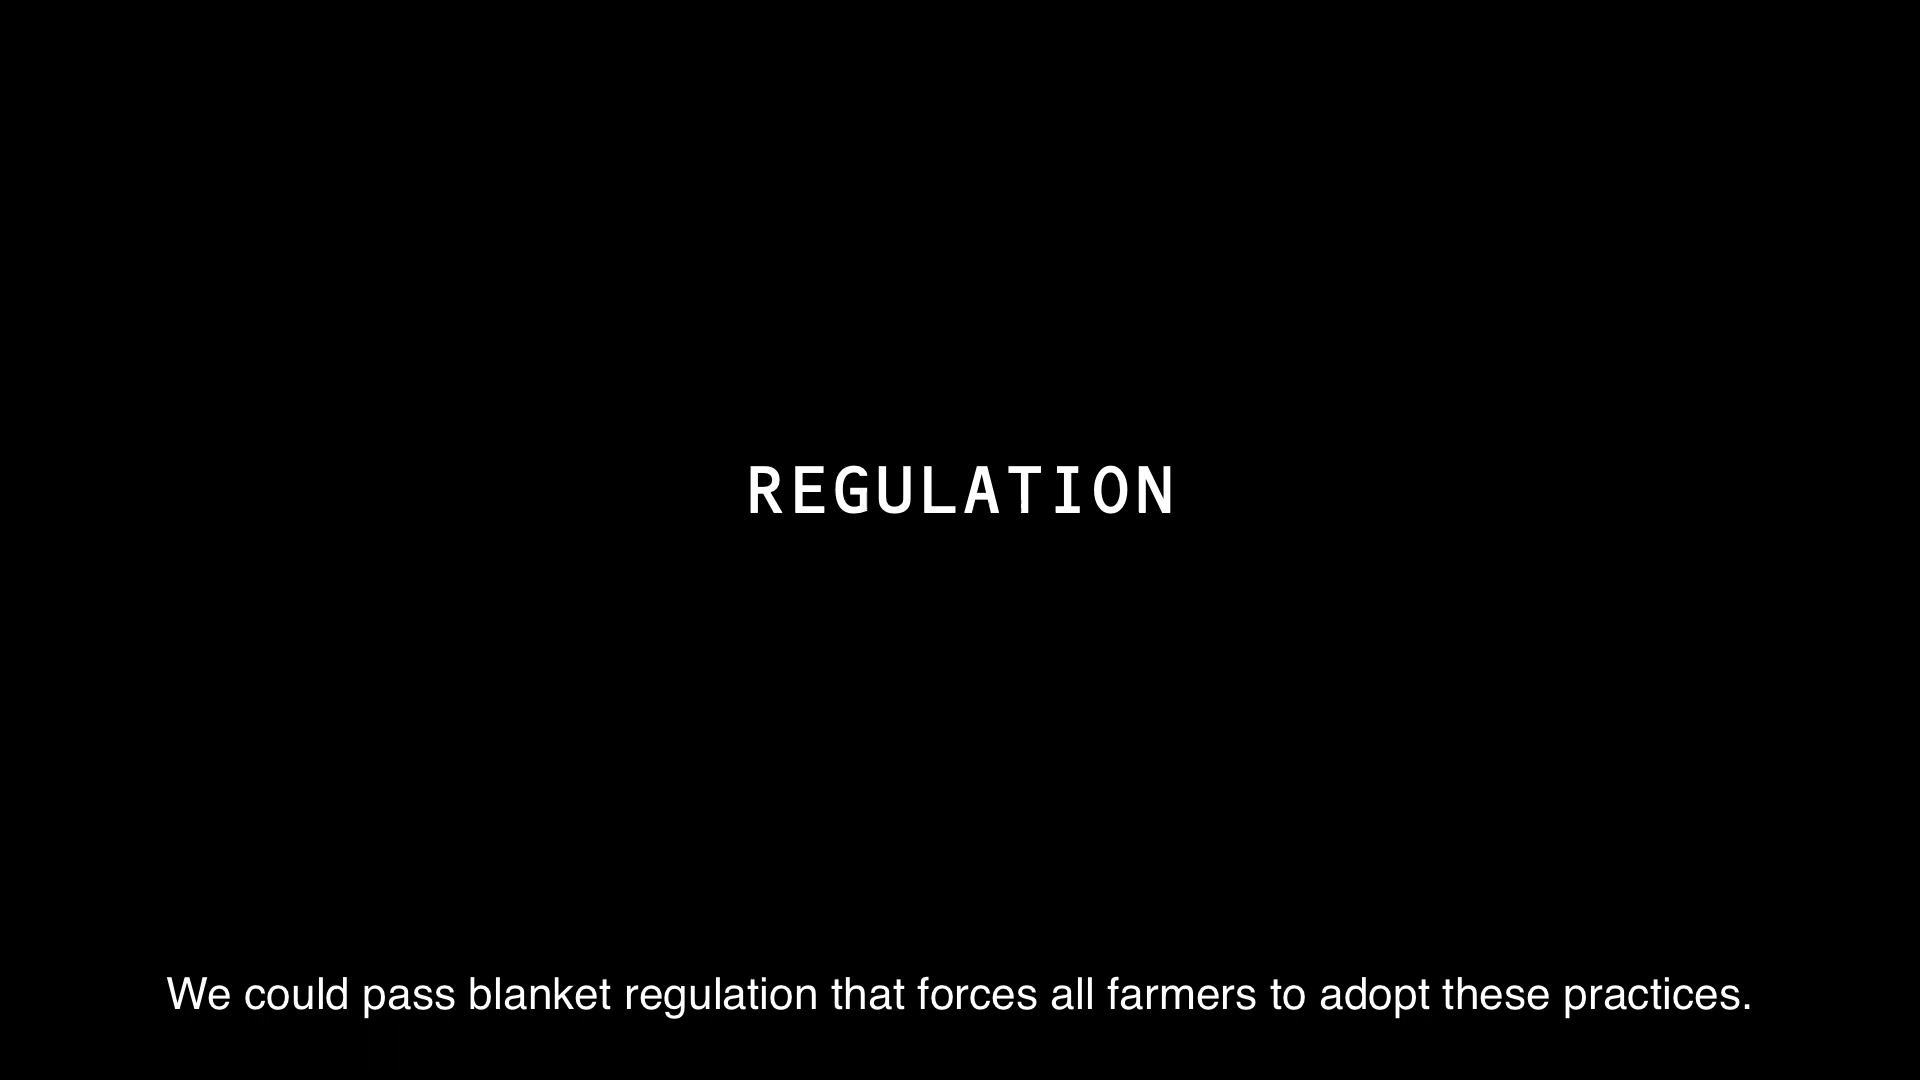 REGULATION
We could pass blanket regulation that forces all farmers to adopt these practices.